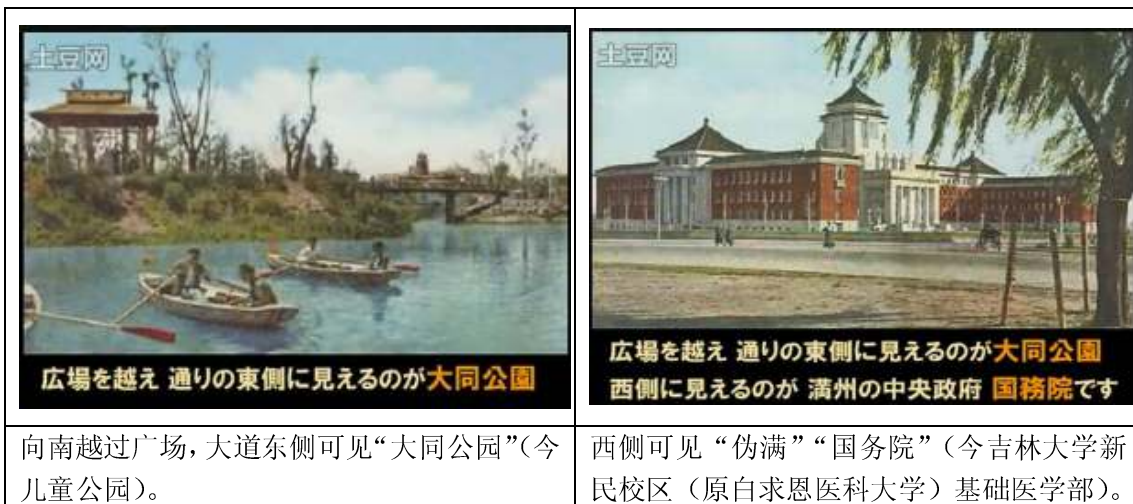 土豆网
広場を越え 通りの東側に見えるのが大同公園
向南越过广场，大道东侧可见“大同公园”（今
儿童公园）。
土豆网
広場を越え 通りの東側に見えるのが大同公園
西側に見えるのが 満州の中央政府 国務院です
西侧可见“伪满”“国务院”（今吉林大学新
民校区（原白求恩医科大学）基础医学部）。